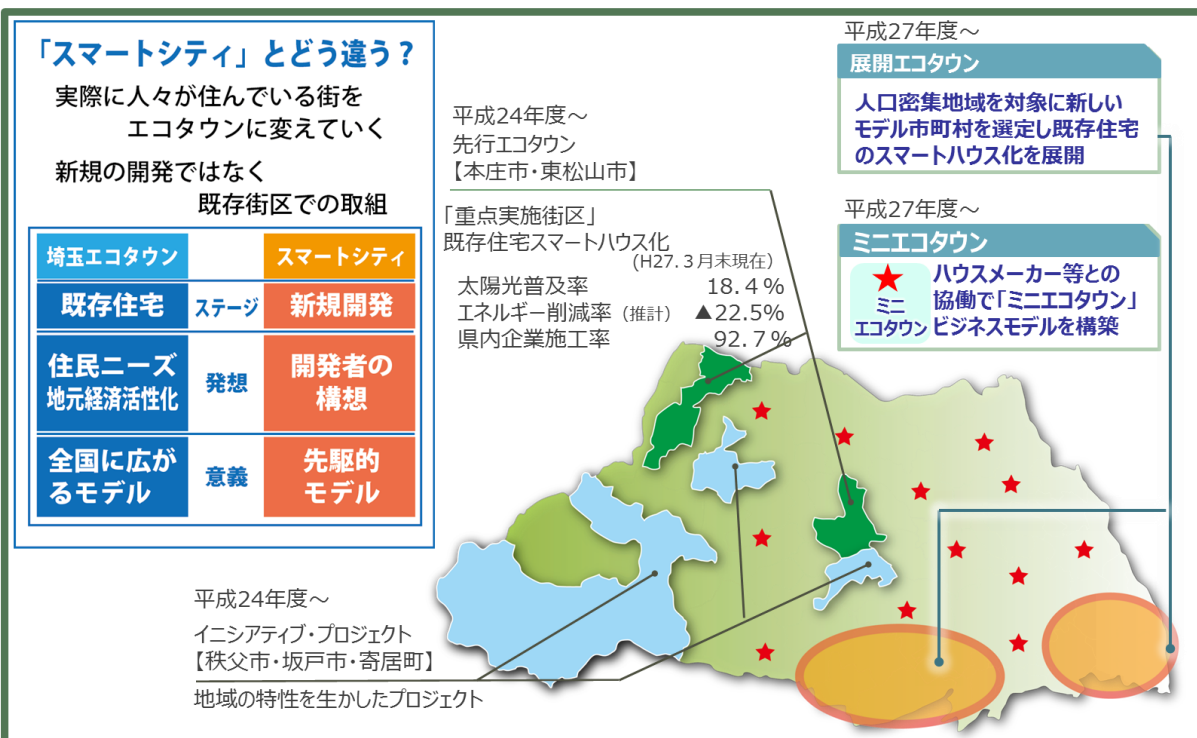 「スマートシティ」とどう違う？
実際に人々が住んでいる街を
エコタウンに変えていく
新規の開発ではなく
既存街区での取組
埼玉エコタウン
スマートシティ
既存住宅
ステージ
新規開発
住民ニーズ
地元経済活性化
発想
開発者の
構想
全国に広が
るモデル
意義
先駆的
モデル
平成24年度～
先行エコタウン
【本庄市・東松山市】
「重点実施街区」
既存住宅スマートハウス化
(H27.３月末現在)
太陽光普及率 18.４%
エネルギー削減率（推計） ▲22.5%
県内企業施工率 92.７%
平成27年度～
展開エコタウン
人口密集地域を対象に新しい
モデル市町村を選定し既存住宅
のスマートハウス化を展開
平成27年度～
ミニエコタウン
ミニ
エコタウン
ハウスメーカー等との
協働で「ミニエコタウン」
ビジネスモデルを構築
平成24年度～
イニシアティブ・プロジェクト
【秩父市・坂戸市・寄居町】
地域の特性を生かしたプロジェクト